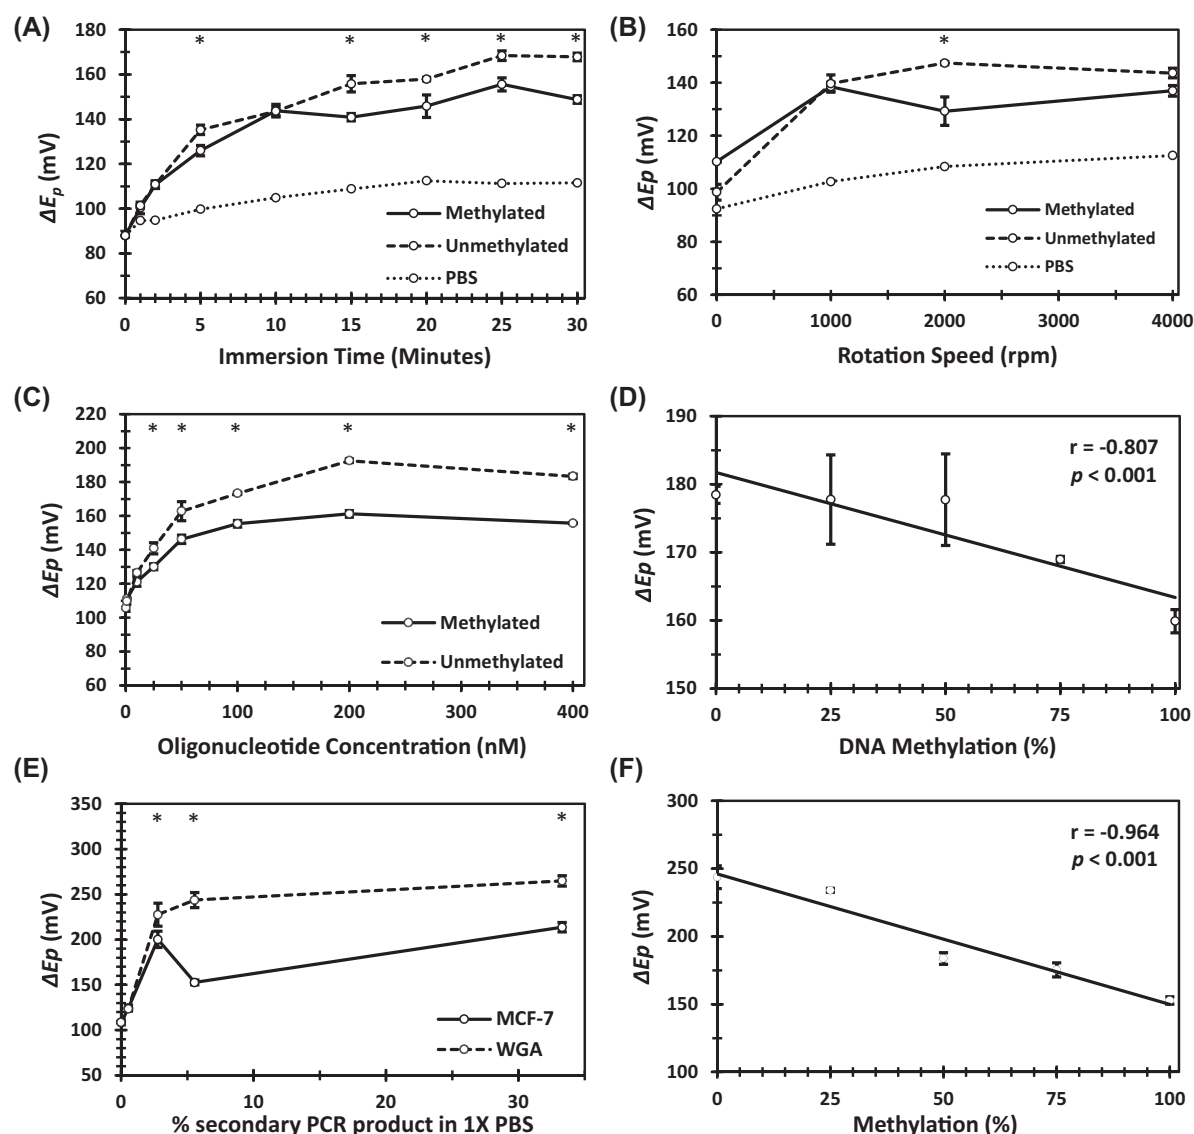 (A)
180
160
140
120
100
80
60
ΔEp (mV)
* * * * *
Methylated
Unmethylated
PBS
0 5 10 15 20 25 30
Immersion Time (Minutes)
(B)
160
140
120
100
80
60
ΔEp (mV)
*
Methylated
Unmethylated
PBS
0 1000 2000 3000 4000
Rotation Speed (rpm)
(C)
220
200
180
160
140
120
100
80
60
ΔEp (mV)
* * * * *
Methylated
Unmethylated
0 100 200 300 400
Oligonucleotide Concentration (nM)
(D)
190
180
170
160
150
ΔEp (mV)
r = -0.807
p < 0.001
0 25 50 75 100
DNA Methylation (%)
(E)
350
300
250
200
150
100
50
ΔEp (mV)
* * *
MCF-7
WGA
0 10 20 30
% secondary PCR product in 1X PBS
(F)
300
250
200
150
100
ΔEp (mV)
r = -0.964
p < 0.001
0 25 50 75 100
Methylation (%)